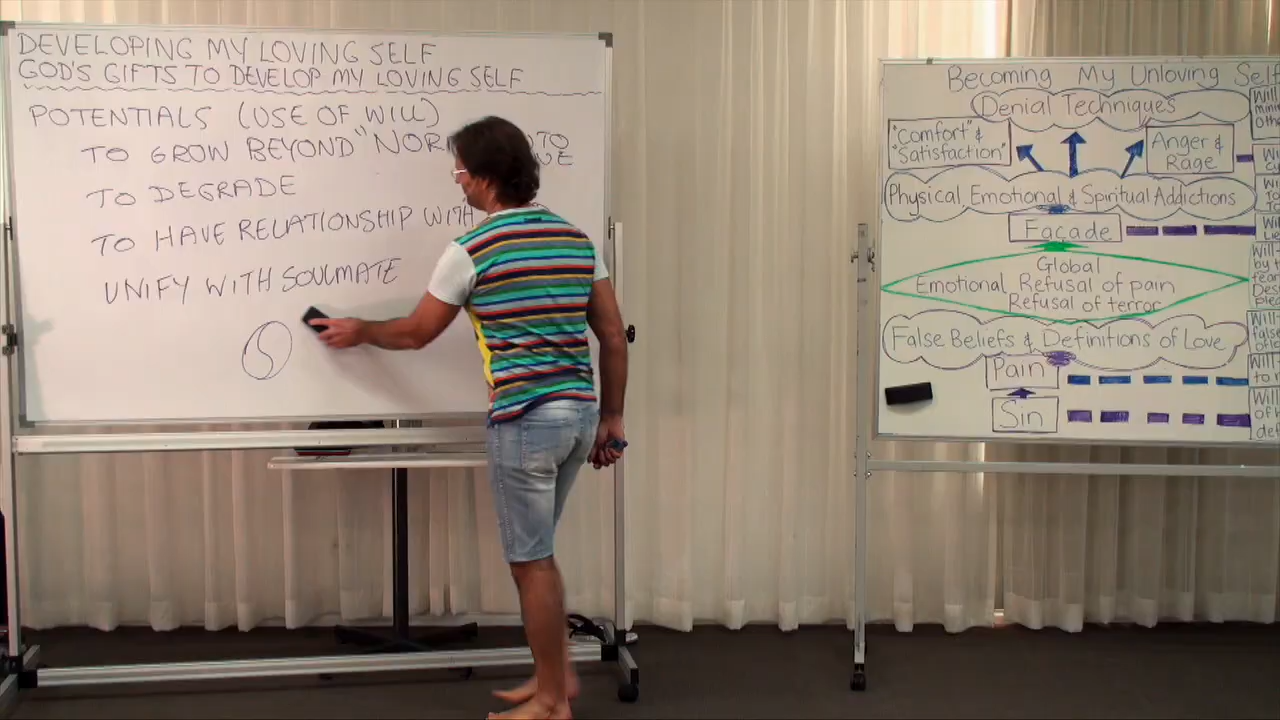 DEVELOPING MY LOVING SELF
GOD'S GIFTS TO DEVELOP MY LOVING SELF
POTENTIALS (USE OF WILL)
TO GROW BEYOND "NOR
TO DEGRADE
TO HAVE RELATIONSHIP WITH
UNIFY WITH SOULMATE
Becoming My Unloving Self
Denial Techniques
"Comfort" &
"Satisfaction"
Anger &
Rage
Physical, Emotional & Spiritual Addictions
Façade
Global
Emotional Refusal of pain
Refusal of terror
False Beliefs & Definitions of Love
Pain
Sin